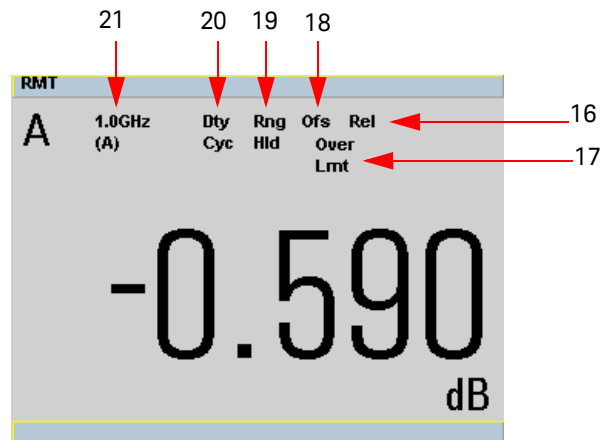 21 20 19 18
RMT
A 1.0GHz Dty Rng Ofs Rel 16
(A) Cyc Hld Over
Lmt 17
-0.590
dB